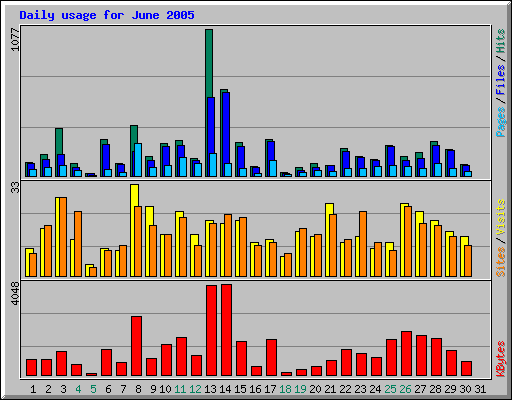 Daily usage for June 2005
1077
Pages / Files / Hits
33
Sites / Visits
4048
KBytes
1 2 3 4 5 6 7 8 9 10 11 12 13 14 15 16 17 18 19 20 21 22 23 24 25 26 27 28 29 30 31